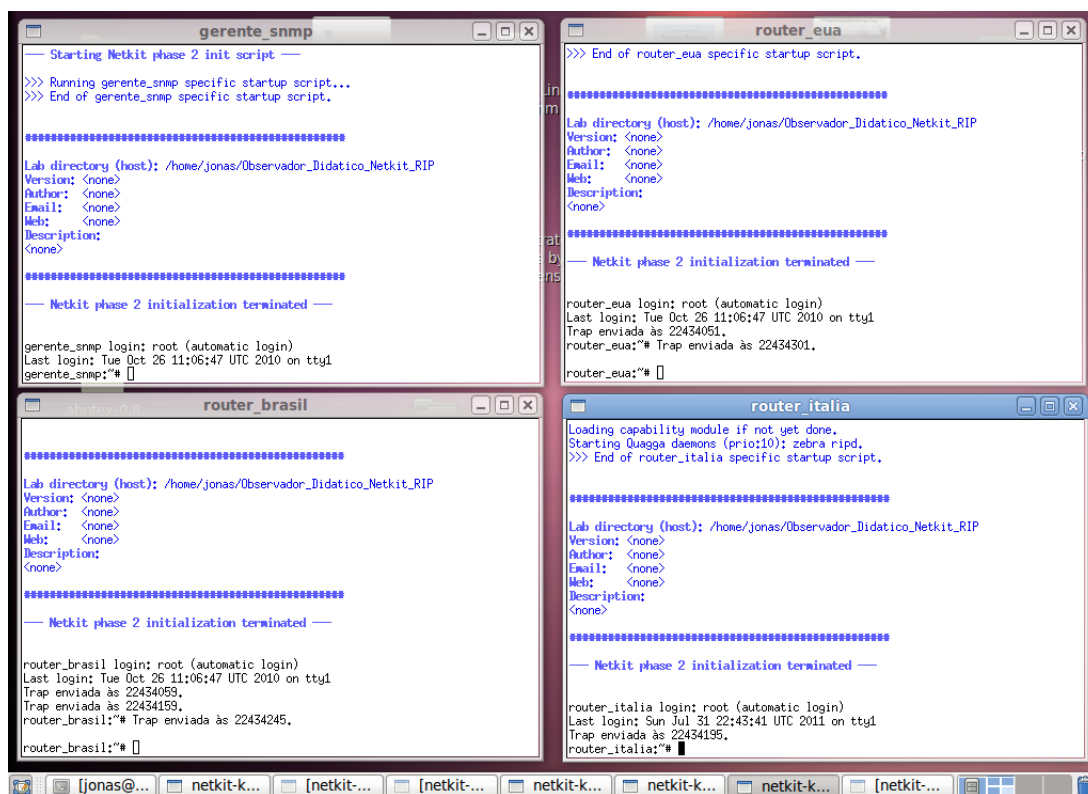 gerente_snmp
— Starting Netkit phase 2 init script —
>>> Running gerente_snmp specific startup script...
>>> End of gerente_snmp specific startup script.
##################################################
Lab directory (host): /home/jonas/Observador_Didatico_Netkit_RIP
Version: <none>
Author: <none>
Email: <none>
Web: <none>
Description:
<none>
##################################################
— Netkit phase 2 initialization terminated —
gerente_snmp login: root (automatic login)
Last login: Tue Oct 26 11:06:47 UTC 2010 on tty1
gerente_snmp:~#
router_eua
>>> End of router_eua specific startup script.
##################################################
Lab directory (host): /home/jonas/Observador_Didatico_Netkit_RIP
Version: <none>
Author: <none>
Email: <none>
Web: <none>
Description:
<none>
##################################################
— Netkit phase 2 initialization terminated —
router_eua login: root (automatic login)
Last login: Tue Oct 26 11:06:47 UTC 2010 on tty1
Trap enviada às 22434051.
router_eua:~# Trap enviada às 22434301.
router_eua:~#
router_brasil
##################################################
Lab directory (host): /home/jonas/Observador_Didatico_Netkit_RIP
Version: <none>
Author: <none>
Email: <none>
Web: <none>
Description:
<none>
##################################################
— Netkit phase 2 initialization terminated —
router_brasil login: root (automatic login)
Last login: Tue Oct 26 11:06:47 UTC 2010 on tty1
Trap enviada às 22434059.
Trap enviada às 22434159.
router_brasil:~# Trap enviada às 22434245.
router_brasil:~#
router_italia
Loading capability module if not yet done.
Starting Quagga daemons (prio:10): zebra ripd.
>>> End of router_italia specific startup script.
##################################################
Lab directory (host): /home/jonas/Observador_Didatico_Netkit_RIP
Version: <none>
Author: <none>
Email: <none>
Web: <none>
Description:
<none>
##################################################
— Netkit phase 2 initialization terminated —
router_italia login: root (automatic login)
Last login: Sun Jul 31 22:43:41 UTC 2011 on tty1
Trap enviada às 22434195.
router_italia:~#
[jonas@... netkit-k... [netkit-... [netkit-... netkit-k... netkit-k... netkit-k... [netkit-...